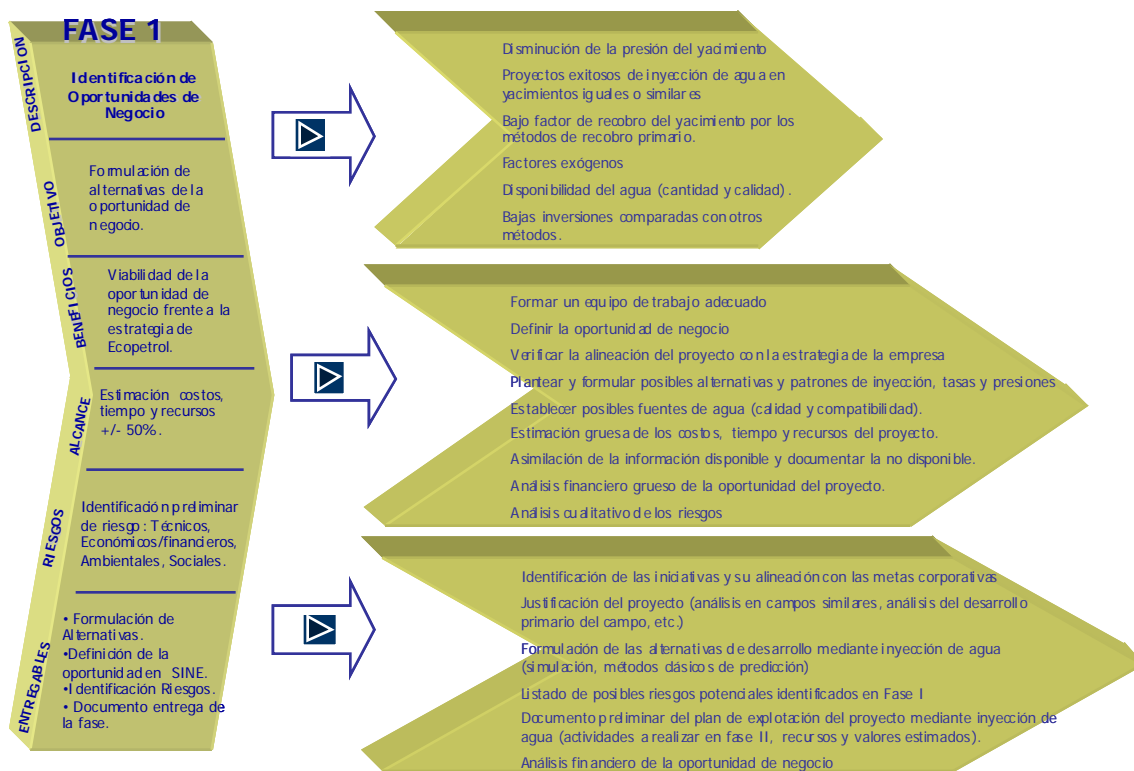 FASE 1
DESCRIPCION
Identificación de
Oportunidades de
Negocio
OBJETIVO
Formulación de
alternativas de la
oportunidad de
negocio.
BENEFICIOS
Viabilidad de la
oportunidad de
negocio frente a la
estrategia de
Ecopetrol.
ALCANCE
Estimación costos,
tiempo y recursos
+/- 50%.
RIESGOS
Identificación preliminar
de riesgo: Técnicos,
Económicos/financieros,
Ambientales, Sociales.
ENTREGABLES
• Formulación de
Alternativas.
•Definición de la
oportunidad en SINE.
•Identificación Riesgos.
• Documento entrega de
la fase.
Disminución de la presión del yacimiento
Proyectos exitosos de inyección de agua en
yacimientos iguales o similares
Bajo factor de recobro del yacimiento por los
métodos de recobro primario.
Factores exógenos
Disponibilidad del agua (cantidad y calidad).
Bajas inversiones comparadas con otros
métodos.
Formar un equipo de trabajo adecuado
Definir la oportunidad de negocio
Verificar la alineación del proyecto con la estrategia de la empresa
Plantear y formular posibles alternativas y patrones de inyección, tasas y presiones
Establecer posibles fuentes de agua (calidad y compatibilidad).
Estimación gruesa de los costos, tiempo y recursos del proyecto.
Asimilación de la información disponible y documentar la no disponible.
Análisis financiero grueso de la oportunidad del proyecto.
Análisis cualitativo de los riesgos
Identificación de las iniciativas y su alineación con las metas corporativas
Justificación del proyecto (análisis en campos similares, análisis del desarrollo
primario del campo, etc.)
Formulación de las alternativas de desarrollo mediante inyección de agua
(simulación, métodos clásicos de predicción)
Listado de posibles riesgos potenciales identificados en Fase I
Documento preliminar del plan de explotación del proyecto mediante inyección de
agua (actividades a realizar en fase II, recursos y valores estimados).
Análisis financiero de la oportunidad de negocio